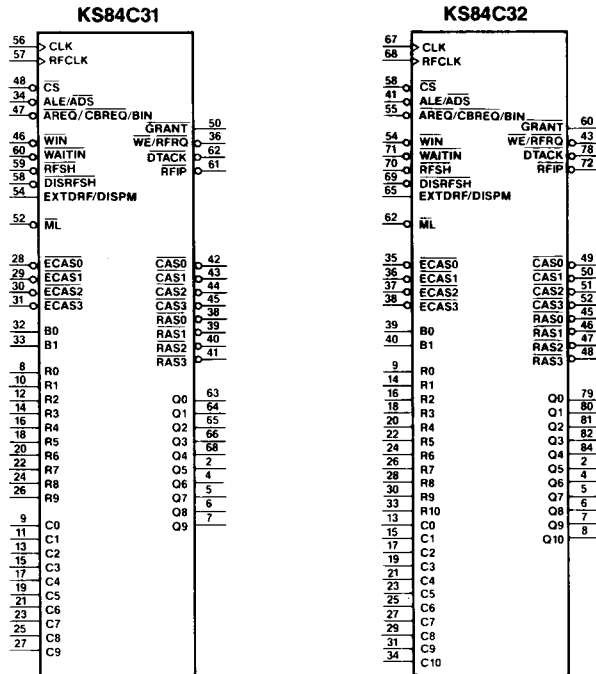 KS84C31
56 CLK
57 RFCLK
48 CS
34 ALE/ADS
47 AREQ/CBREQ/BIN
GRANT 50
46 WIN WE/RFRQ 36
60 WAITIN DTACK 62
59 RFSH RFIP 61
58 DISRFSH
54 EXTDRF/DISPM
52 ML
28 ECAS0 CAS0 42
29 ECAS1 CAS1 43
30 ECAS2 CAS2 44
31 ECAS3 CAS3 45
RAS0 38
32 B0 RAS1 39
33 B1 RAS2 40
RAS3 41
8 R0
10 R1
12 R2 Q0 63
14 R3 Q1 64
16 R4 Q2 65
18 R5 Q3 66
20 R6 Q4 68
22 R7 Q5 2
24 R8 Q6 4
26 R9 Q7 5
Q8 6
9 C0 Q9 7
11 C1
13 C2
15 C3
17 C4
19 C5
21 C6
23 C7
25 C8
27 C9
KS84C32
67 CLK
68 RFCLK
58 CS
41 ALE/ADS
55 AREQ/CBREQ/BIN
GRANT 60
54 WIN WE/RFRQ 43
71 WAITIN DTACK 78
70 RFSH RFIP 72
69 DISRFSH
65 EXTDRF/DISPM
62 ML
35 ECAS0 CAS0 49
36 ECAS1 CAS1 50
37 ECAS2 CAS2 51
38 ECAS3 CAS3 52
RAS0 45
39 B0 RAS1 46
40 B1 RAS2 47
RAS3 48
9 R0
14 R1
16 R2 Q0 79
18 R3 Q1 80
20 R4 Q2 81
22 R5 Q3 82
24 R6 Q4 84
26 R7 Q5 2
28 R8 Q6 4
30 R9 Q7 5
33 R10 Q8 6
13 C0 Q9 7
15 C1 Q10 8
17 C2
19 C3
21 C4
23 C5
25 C6
27 C7
29 C8
31 C9
34 C10